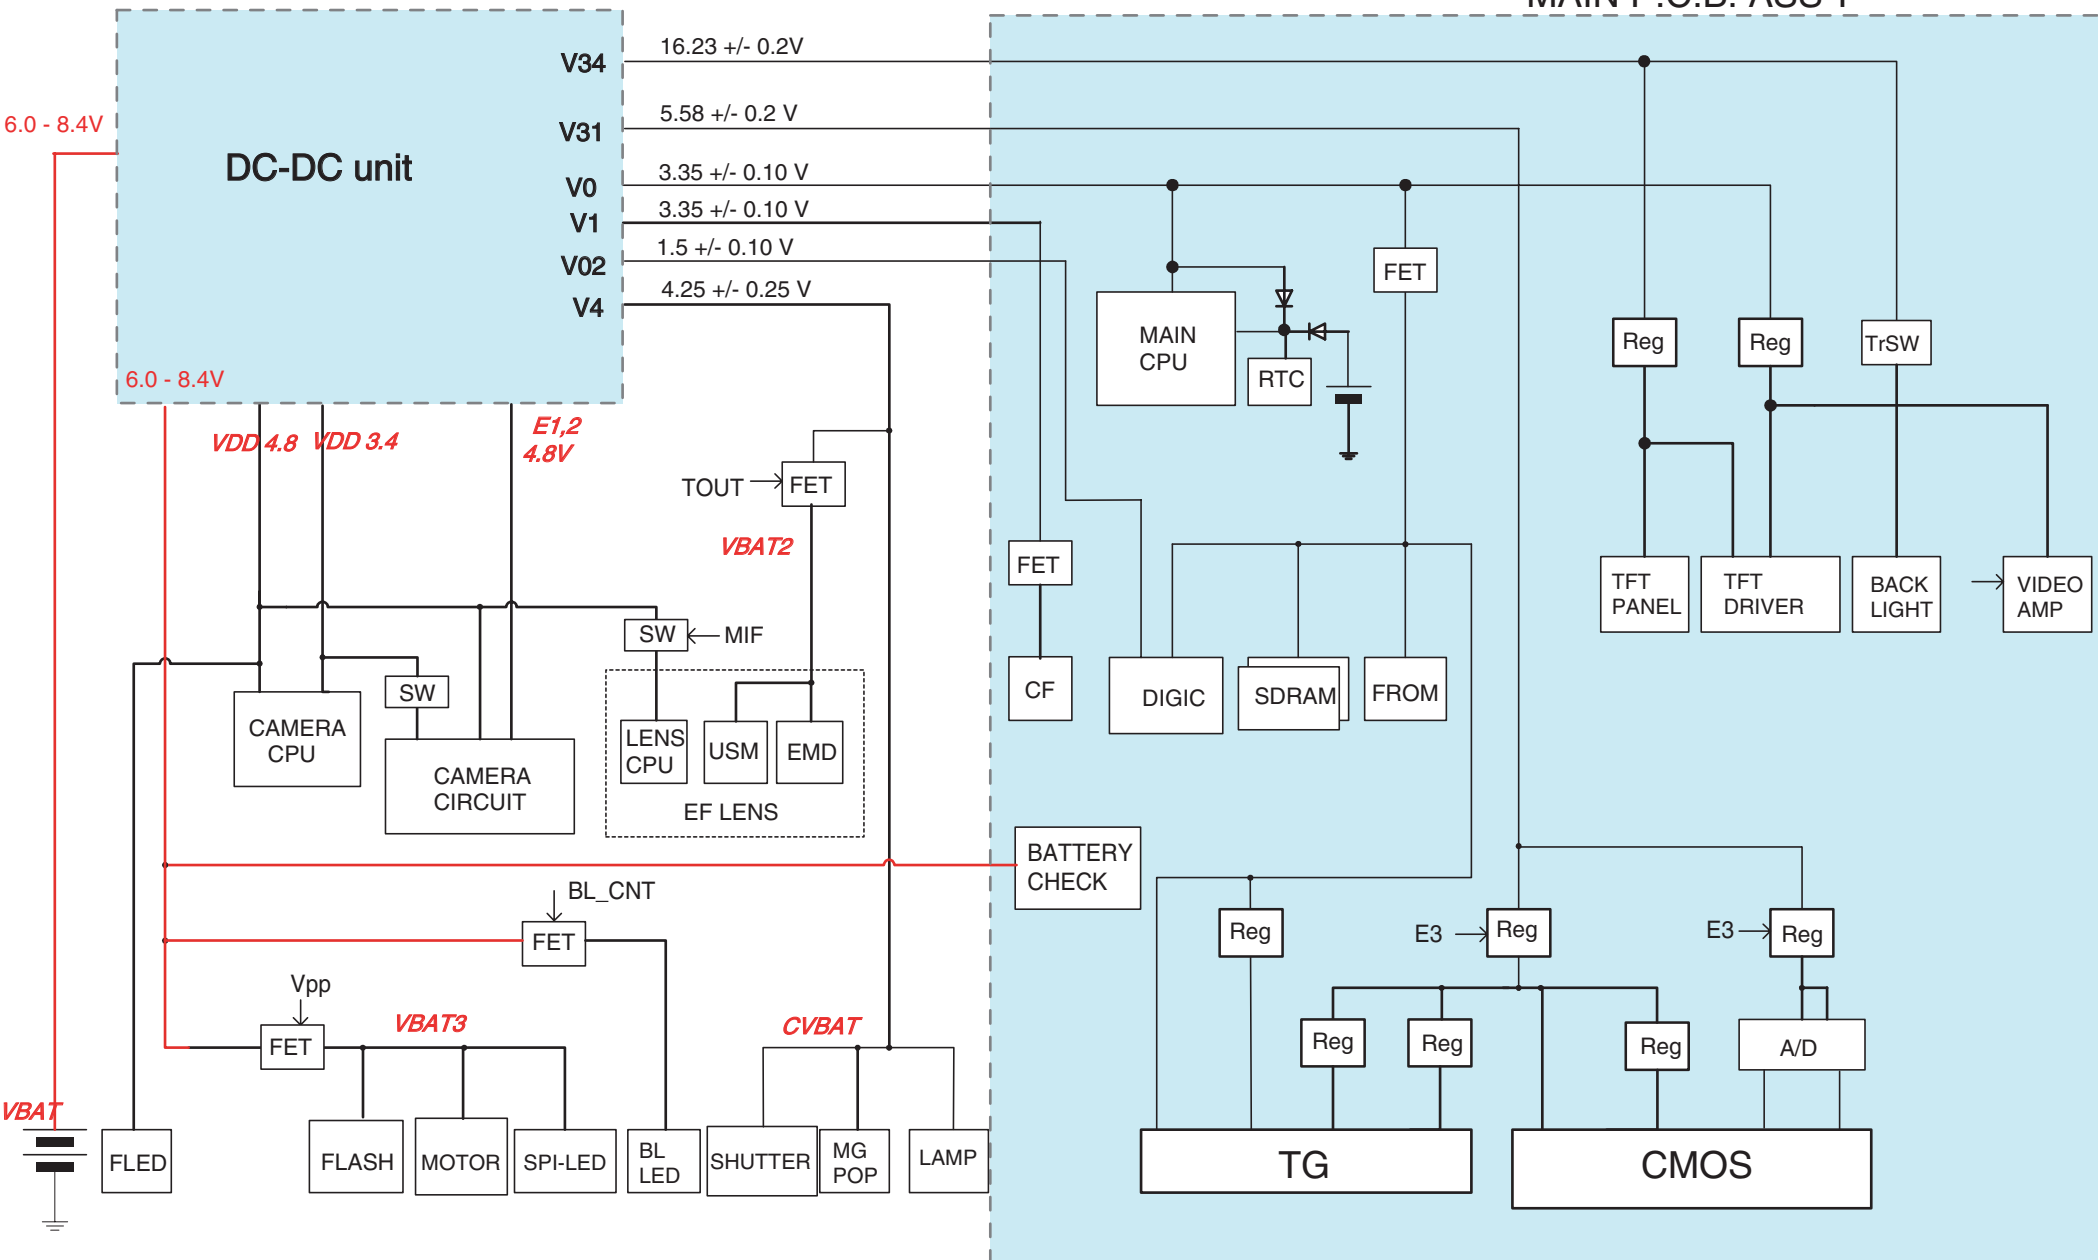 MAIN P.C.B. ASS'Y
V34
16.23 +/- 0.2V
6.0 - 8.4V
V31
5.58 +/- 0.2 V
DC-DC unit
V0
3.35 +/- 0.10 V
V1
3.35 +/- 0.10 V
V02
1.5 +/- 0.10 V
V4
4.25 +/- 0.25 V
6.0 - 8.4V
VDD 4.8
VDD 3.4
E1,2
4.8V
FET
MAIN
CPU
RTC
Reg
Reg
TrSW
TOUT
FET
VBAT2
FET
TFT
PANEL
TFT
DRIVER
BACK
LIGHT
VIDEO
AMP
SW
MIF
SW
CAMERA
CPU
CAMERA
CIRCUIT
LENS
CPU
USM
EMD
EF LENS
CF
DIGIC
SDRAM
FROM
BATTERY
CHECK
BL_CNT
FET
Reg
E3
Reg
E3
Reg
Vpp
FET
VBAT3
CVBAT
Reg
Reg
Reg
A/D
VBAT
FLED
FLASH
MOTOR
SPI-LED
BL
LED
SHUTTER
MG
POP
LAMP
TG
CMOS